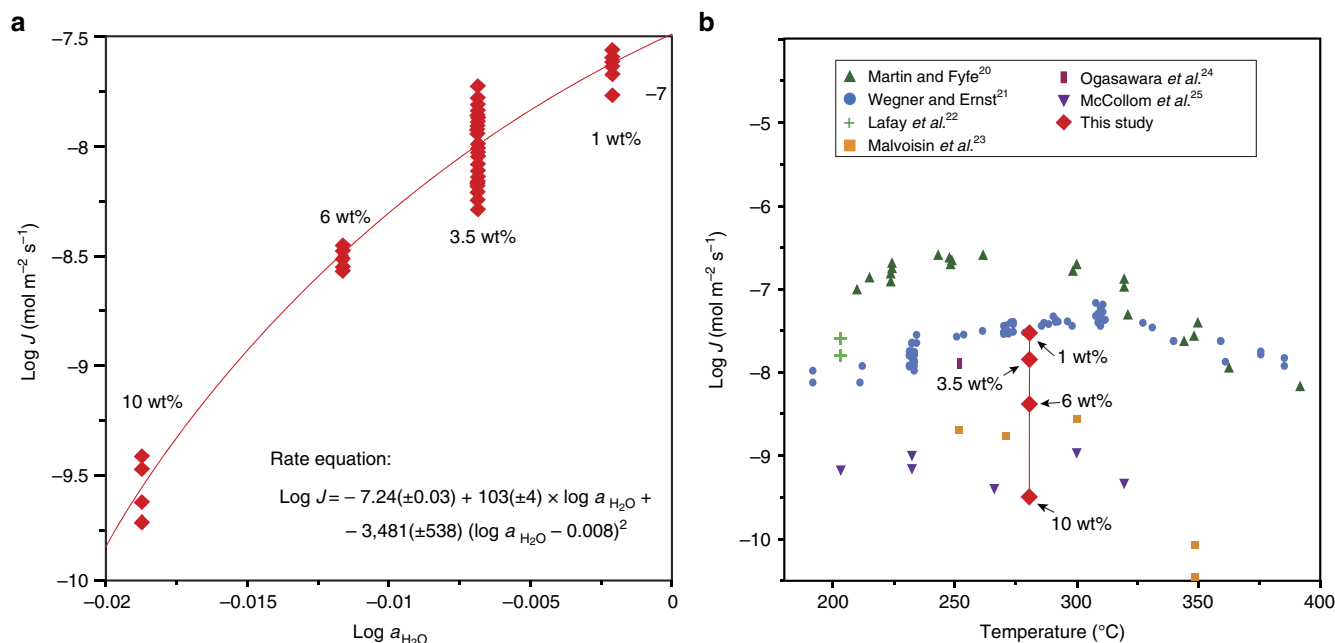 a
−7.5
−8
−8.5
−9
−9.5
−10
Log J (mol m−2 s−1)
−7
1 wt%
6 wt%
3.5 wt%
10 wt%
Rate equation:
Log J = − 7.24(±0.03) + 103(±4) × log a H2O +
− 3,481(±538) (log a H2O − 0.008)2
−0.02
−0.015
−0.01
−0.005
0
Log aH2O
b
Martin and Fyfe20
Wegner and Ernst21
Lafay et al.22
Malvoisin et al.23
Ogasawara et al.24
McCollom et al.25
This study
−5
−6
−7
−8
−9
−10
Log J (mol m−2 s−1)
1 wt%
3.5 wt%
6 wt%
10 wt%
200
250
300
350
400
Temperature (°C)